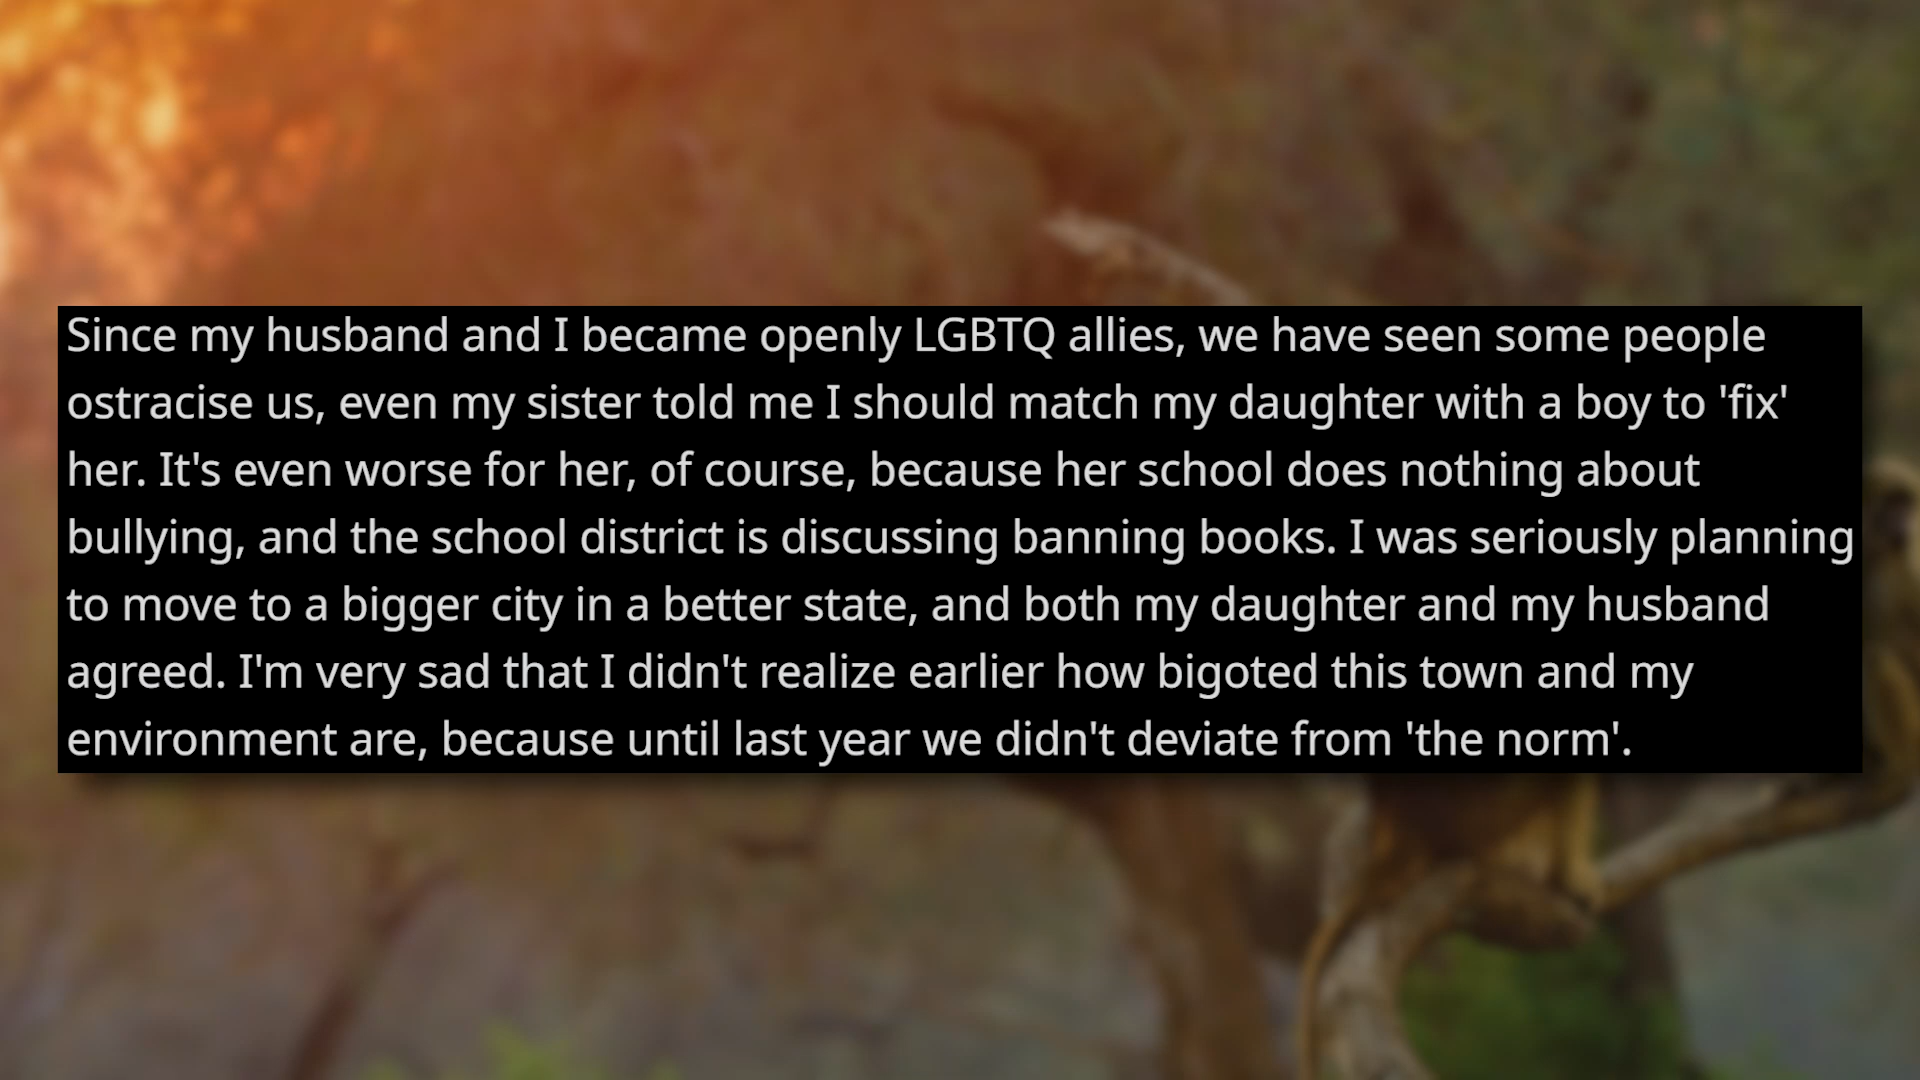 Since my husband and I became openly LGBTQ allies, we have seen some people
ostracise us, even my sister told me I should match my daughter with a boy to 'fix'
her. It's even worse for her, of course, because her school does nothing about
bullying, and the school district is discussing banning books. I was seriously planning
to move to a bigger city in a better state, and both my daughter and my husband
agreed. I'm very sad that I didn't realize earlier how bigoted this town and my
environment are, because until last year we didn't deviate from 'the norm'.